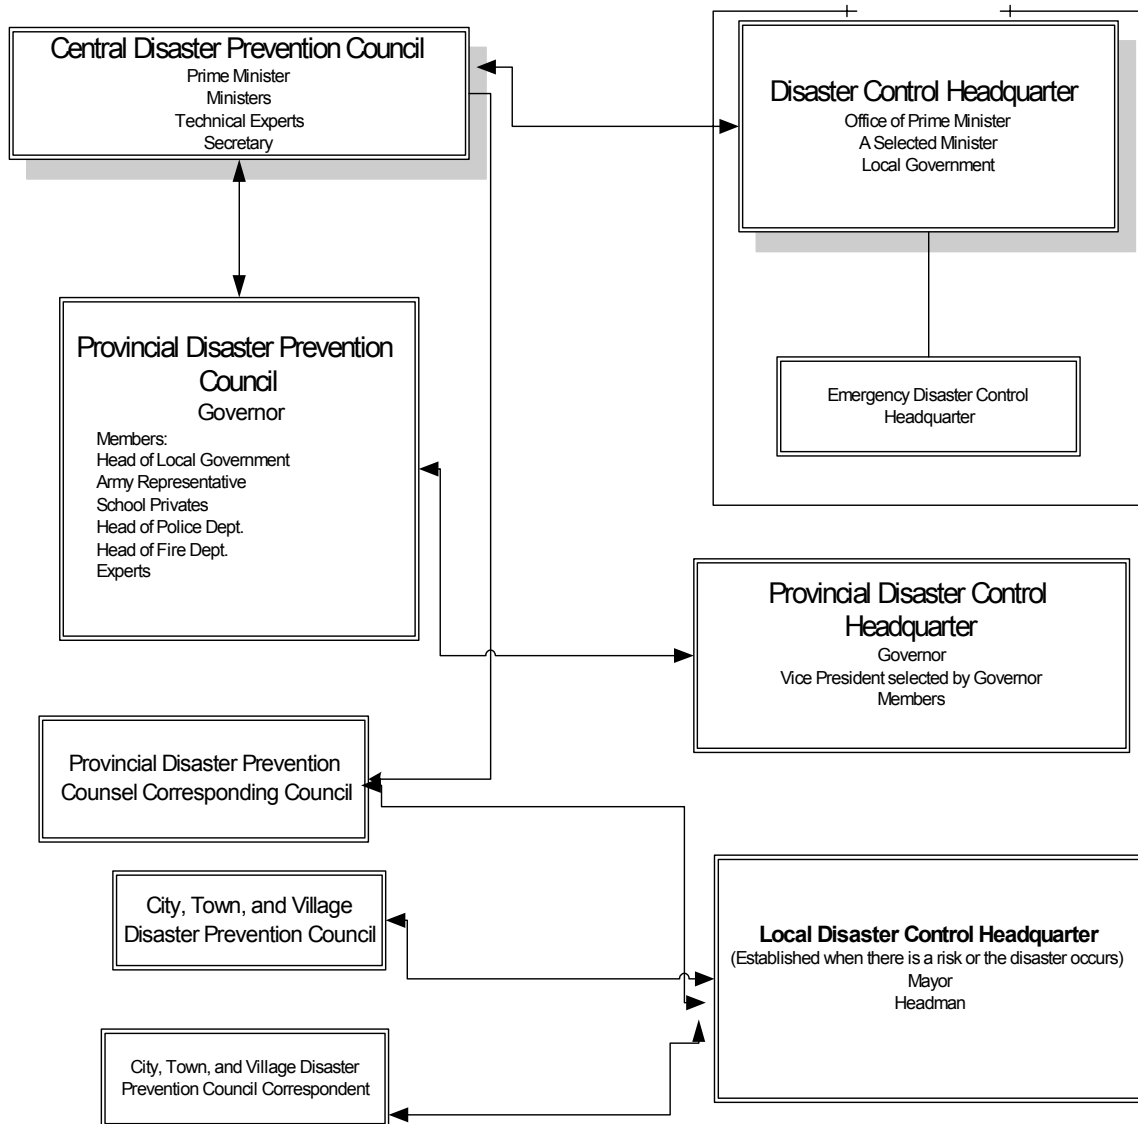 Central Disaster Prevention Council
Prime Minister
Ministers
Technical Experts
Secretary
Disaster Control Headquarter
Office of Prime Minister
A Selected Minister
Local Government
Provincial Disaster Prevention
Council
Governor
Members:
Head of Local Government
Army Representative
School Privates
Head of Police Dept.
Head of Fire Dept.
Experts
Emergency Disaster Control
Headquarter
Provincial Disaster Control
Headquarter
Governor
Vice President selected by Governor
Members
Provincial Disaster Prevention
Counsel Corresponding Council
City, Town, and Village
Disaster Prevention Council
Local Disaster Control Headquarter
(Established when there is a risk or the disaster occurs)
Mayor
Headman
City, Town, and Village Disaster
Prevention Council Correspondent